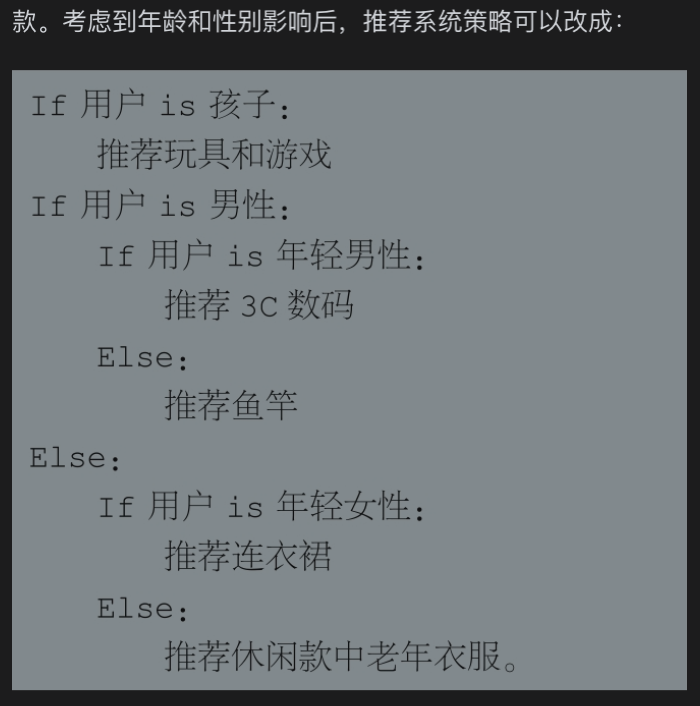 款。考虑到年龄和性别影响后，推荐系统策略可以改成：
If 用户 is 孩子：
推荐玩具和游戏
If 用户 is 男性：
If 用户 is 年轻男性：
推荐 3C 数码
Else：
推荐鱼竿
Else：
If 用户 is 年轻女性：
推荐连衣裙
Else：
推荐休闲款中老年衣服。